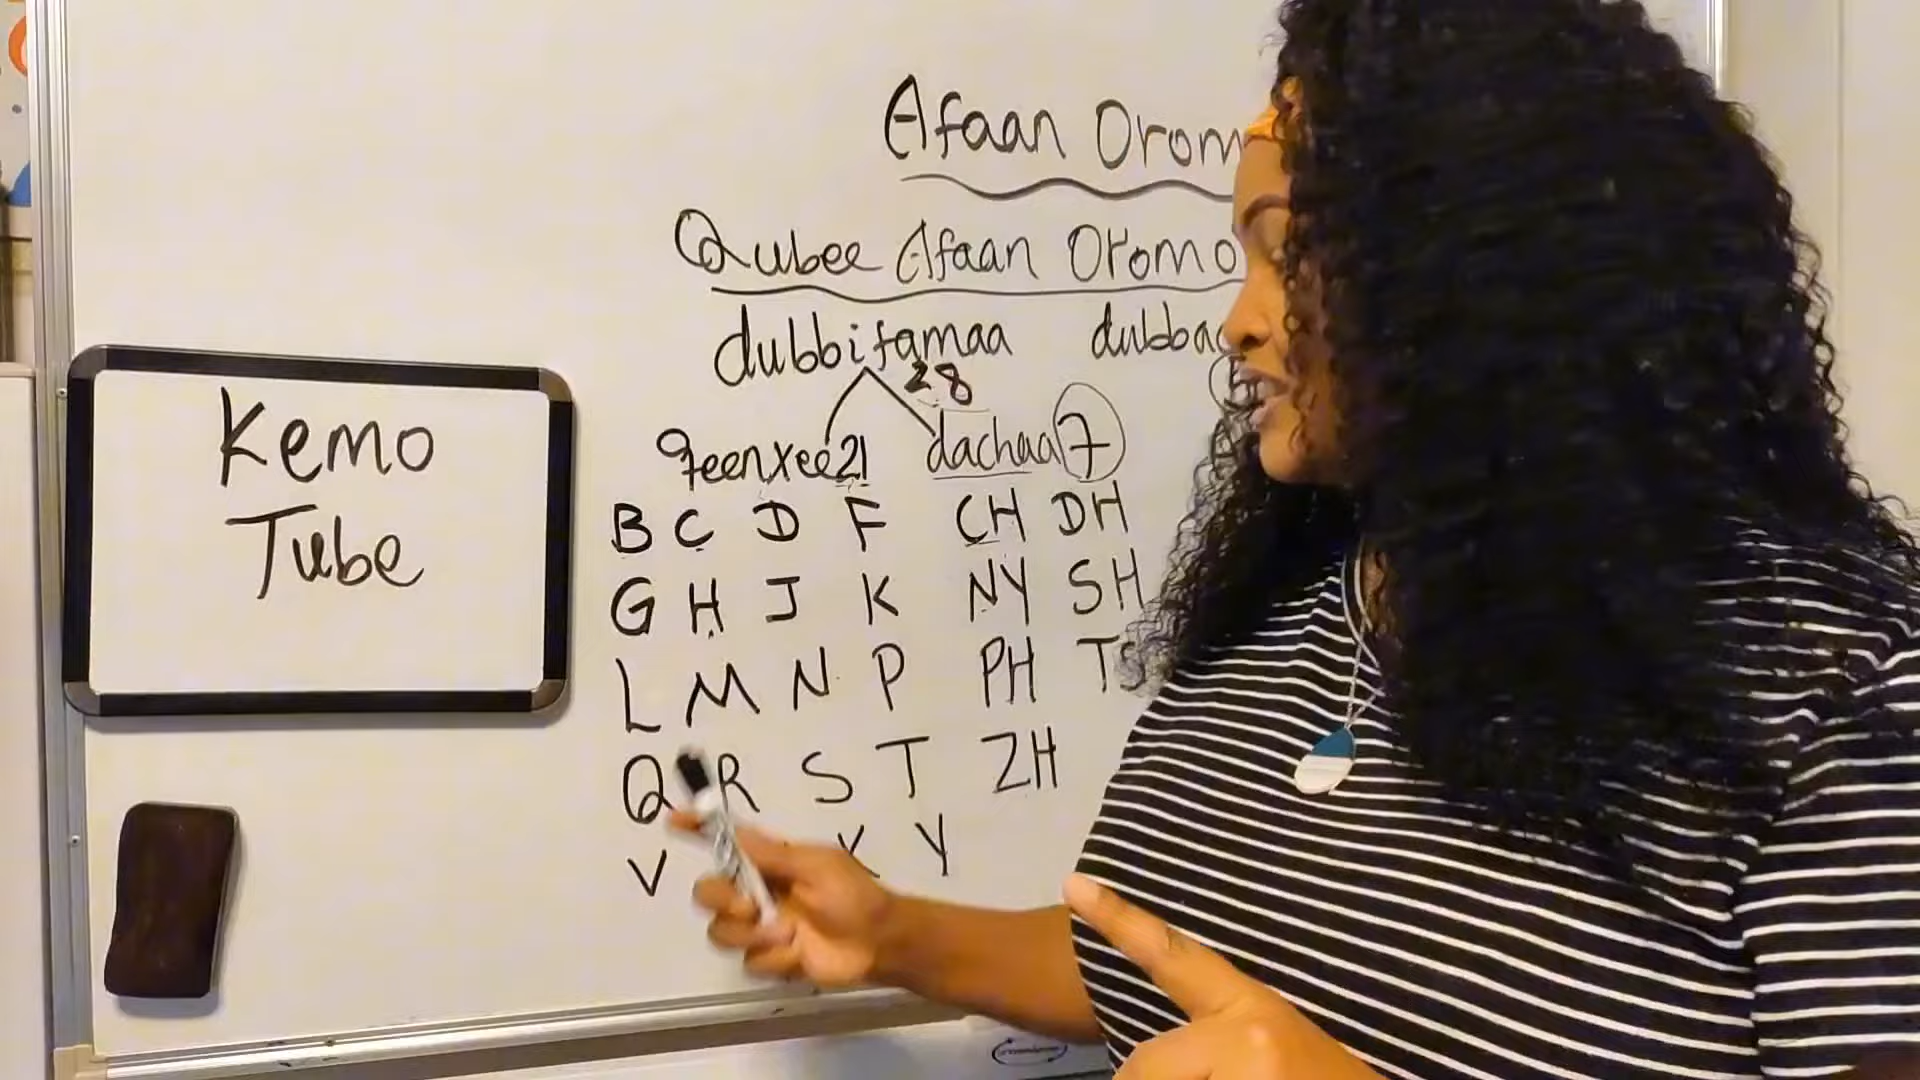 Afaan Orom
Qubee Afaan Oromo
dubbifamaa dubbac
28
qeenxee 21 dachaa 7
B C D F CH DH
G H J K NY SH
L M N P PH TS
Q R S T ZH
V X Y
Kemo
Tube